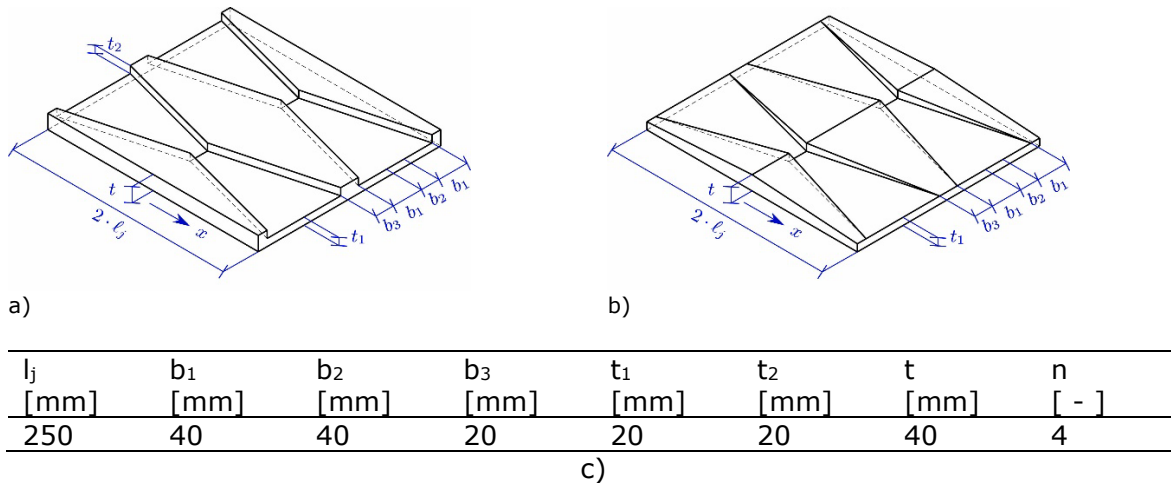 t₂
t
x
2 · ℓⱼ
t₁
b₃
b₁
b₂
b₁
a)
t
x
2 · ℓⱼ
t₁
b₃
b₁
b₂
b₁
b)
lⱼ b₁ b₂ b₃ t₁ t₂ t n
[mm] [mm] [mm] [mm] [mm] [mm] [mm] [ - ]
250 40 40 20 20 20 40 4
c)